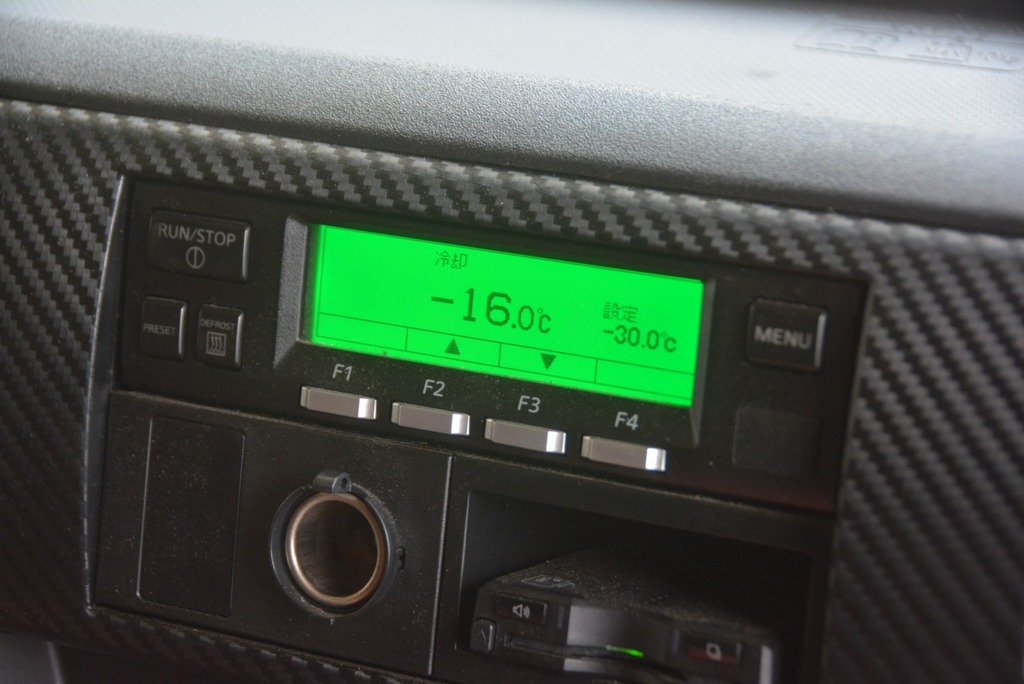 RUN/STOP
PRESET
DEFROST
冷却
-16.0℃
設定
-30.0℃
▲ ▼
MENU
F1
F2
F3
F4